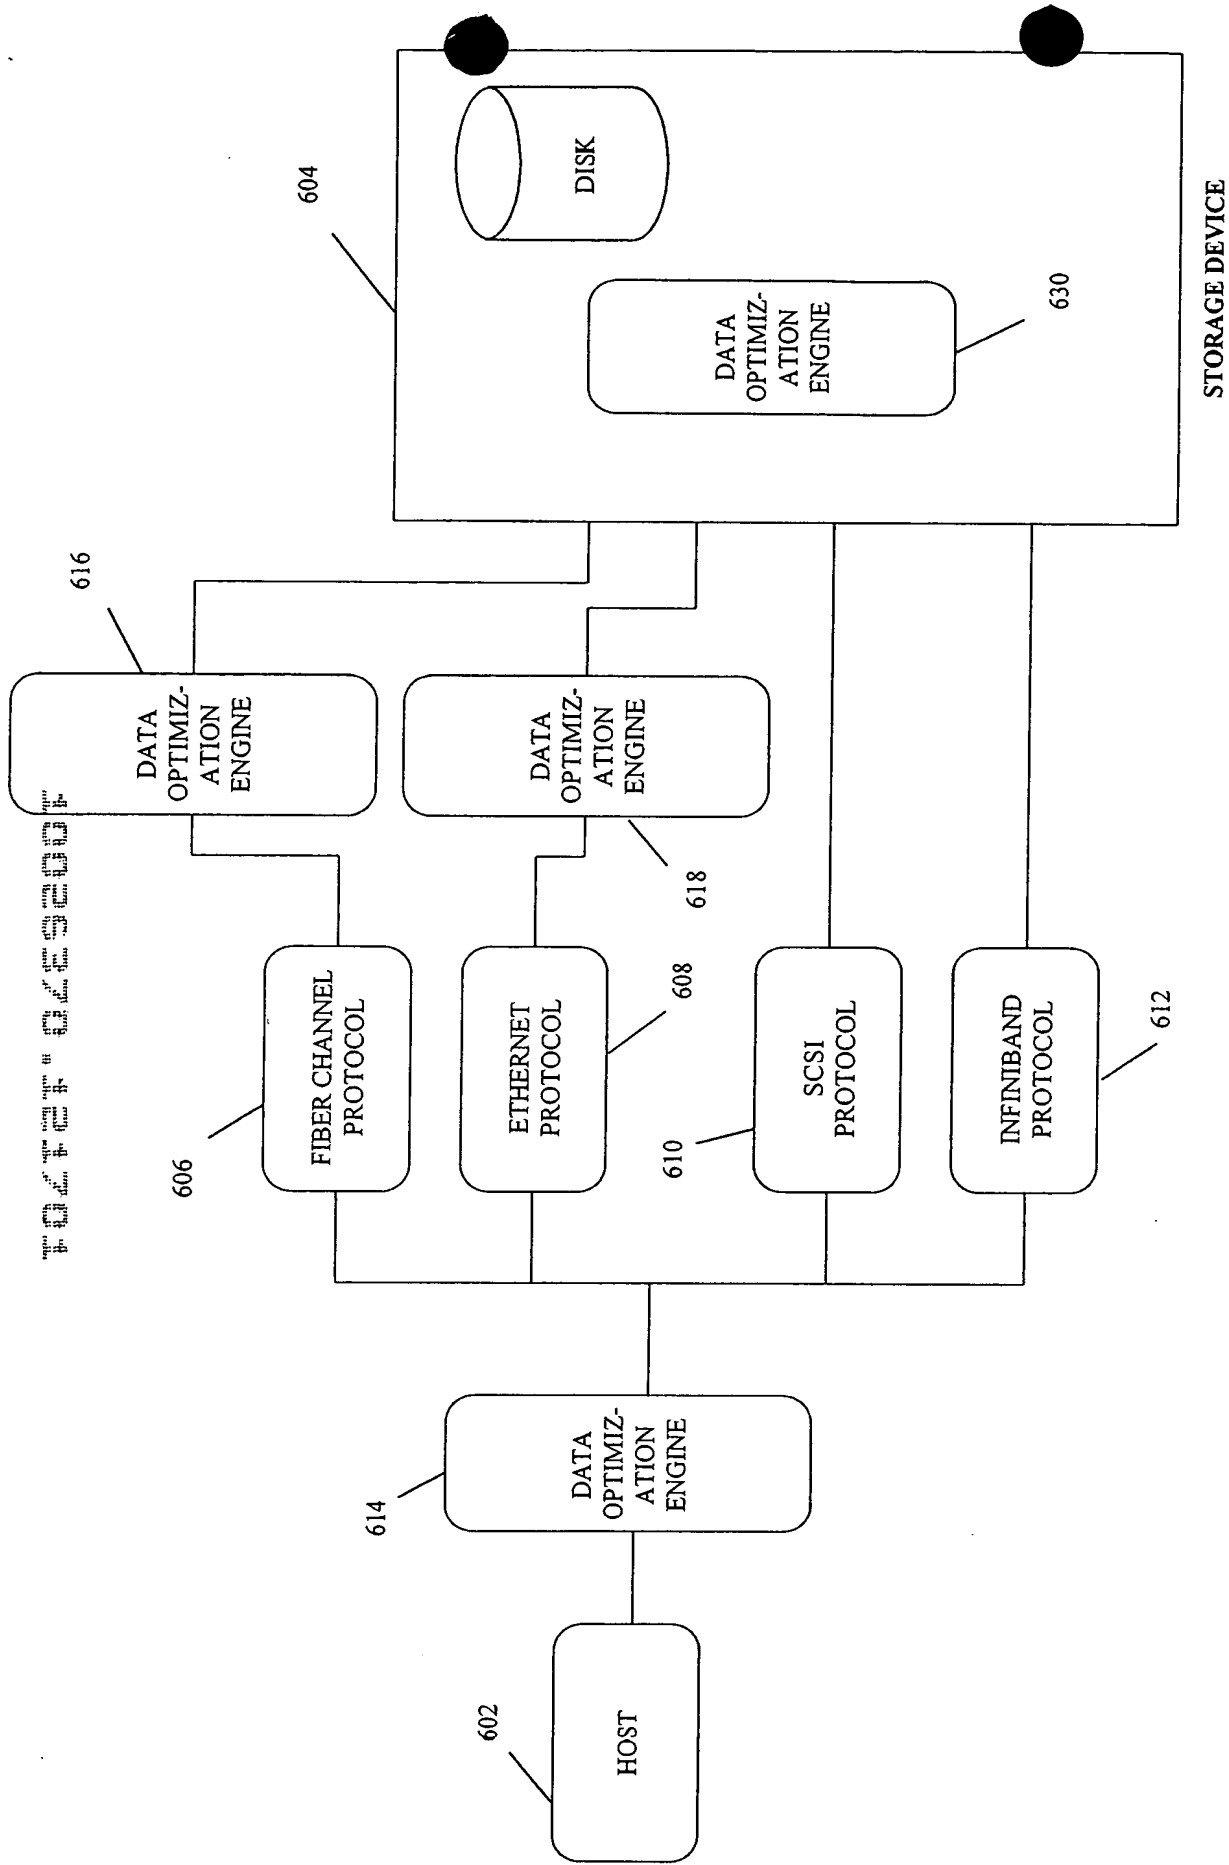 HOST
602
DATA
OPTIMIZ-
ATION
ENGINE
614
FIBER CHANNEL
PROTOCOL
606
ETHERNET
PROTOCOL
608
SCSI
PROTOCOL
610
INFINIBAND
PROTOCOL
612
DATA
OPTIMIZ-
ATION
ENGINE
616
DATA
OPTIMIZ-
ATION
ENGINE
618
604
DATA
OPTIMIZ-
ATION
ENGINE
630
DISK
STORAGE DEVICE